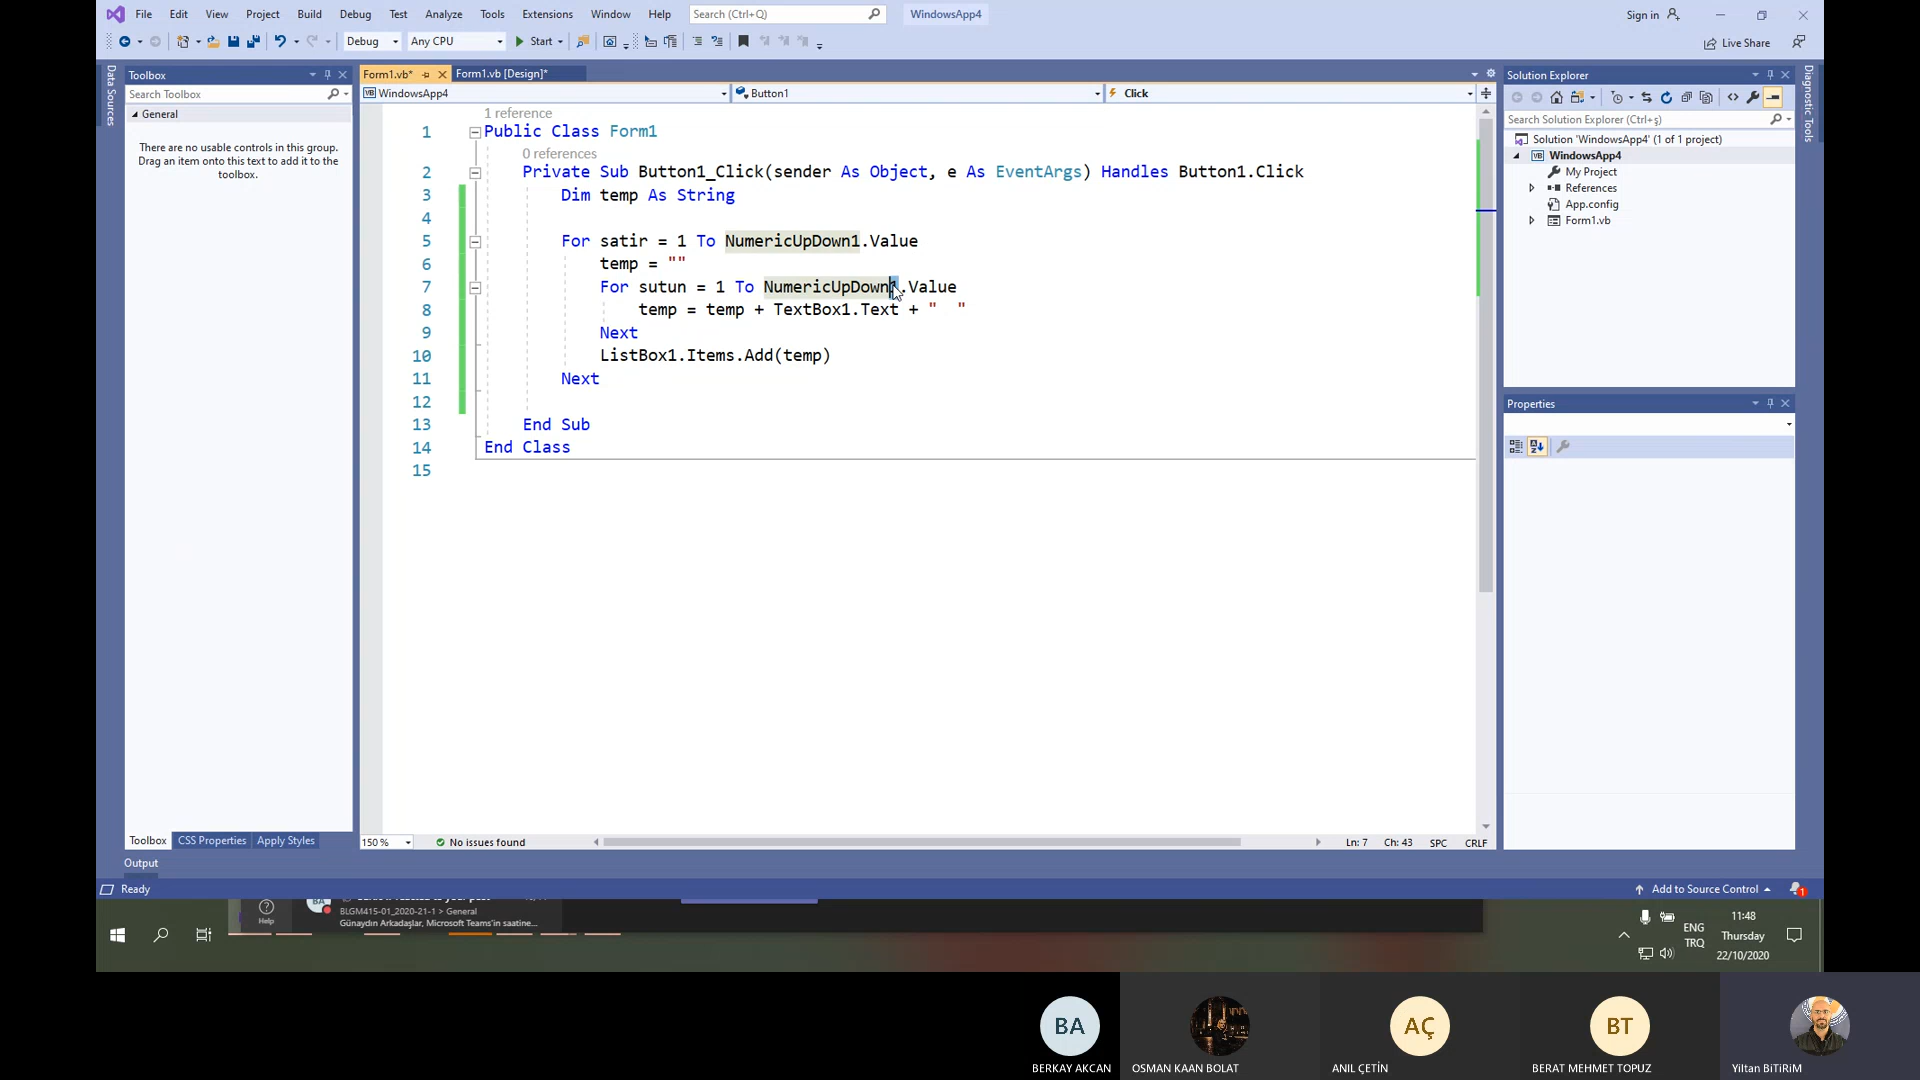 File Edit View Project Build Debug Test Analyze Tools Extensions Window Help Search (Ctrl+Q) WindowsApp4 Sign in
Debug Any CPU Start Live Share
Data Sources
Toolbox
Search Toolbox
General
There are no usable controls in this group.
Drag an item onto this text to add it to the
toolbox.
Toolbox CSS Properties Apply Styles
Form1.vb* Form1.vb [Design]*
WindowsApp4 Button1 Click
1 reference
1 Public Class Form1
0 references
2 Private Sub Button1_Click(sender As Object, e As EventArgs) Handles Button1.Click
3 Dim temp As String
4
5 For satir = 1 To NumericUpDown1.Value
6 temp = ""
7 For sutun = 1 To NumericUpDown1.Value
8 temp = temp + TextBox1.Text + "  "
9 Next
10 ListBox1.Items.Add(temp)
11 Next
12
13 End Sub
14 End Class
15
150 % No issues found Ln: 7 Ch: 43 SPC CRLF
Solution Explorer
Search Solution Explorer (Ctrl+ş)
Solution 'WindowsApp4' (1 of 1 project)
WindowsApp4
My Project
References
App.config
Form1.vb
Properties
Diagnostic Tools
Output
Ready Add to Source Control 1
Help
BA
BLGM415-01_2020-21-1 > General
Günaydın Arkadaşlar, Microsoft Teams'in saatine...
ENG
TRQ
11:48
Thursday
22/10/2020
BA
BERKAY AKCAN
OSMAN KAAN BOLAT
AÇ
ANIL ÇETİN
BT
BERAT MEHMET TOPUZ
Yiltan BiTiRiM